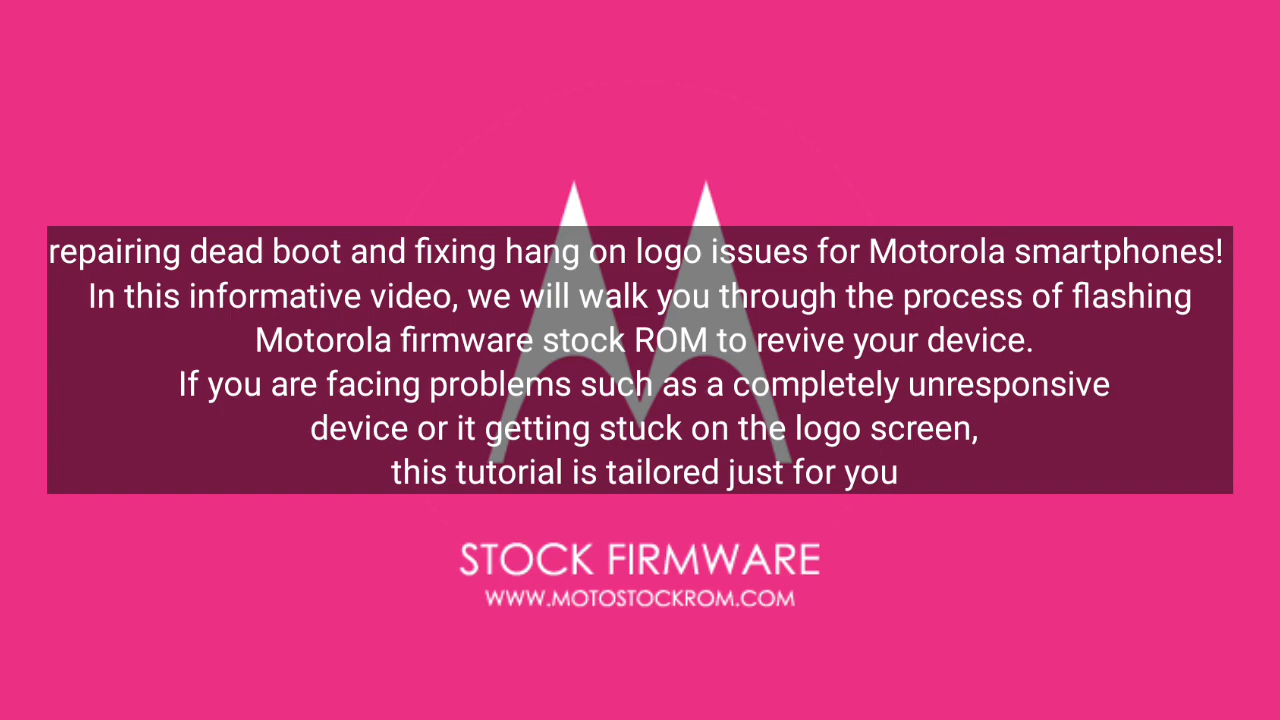 repairing dead boot and fixing hang on logo issues for Motorola smartphones!
In this informative video, we will walk you through the process of flashing
Motorola firmware stock ROM to revive your device.
If you are facing problems such as a completely unresponsive
device or it getting stuck on the logo screen,
this tutorial is tailored just for you
STOCK FIRMWARE
WWW.MOTOSTOCKROM.COM